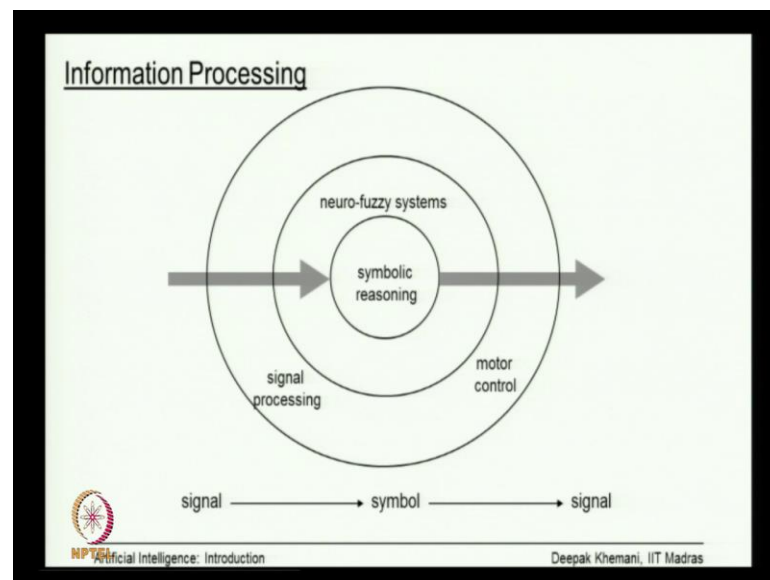 Information Processing
neuro-fuzzy systems
symbolic
reasoning
signal
processing
motor
control
signal symbol signal
NPTEL
Artificial Intelligence: Introduction Deepak Khemani, IIT Madras